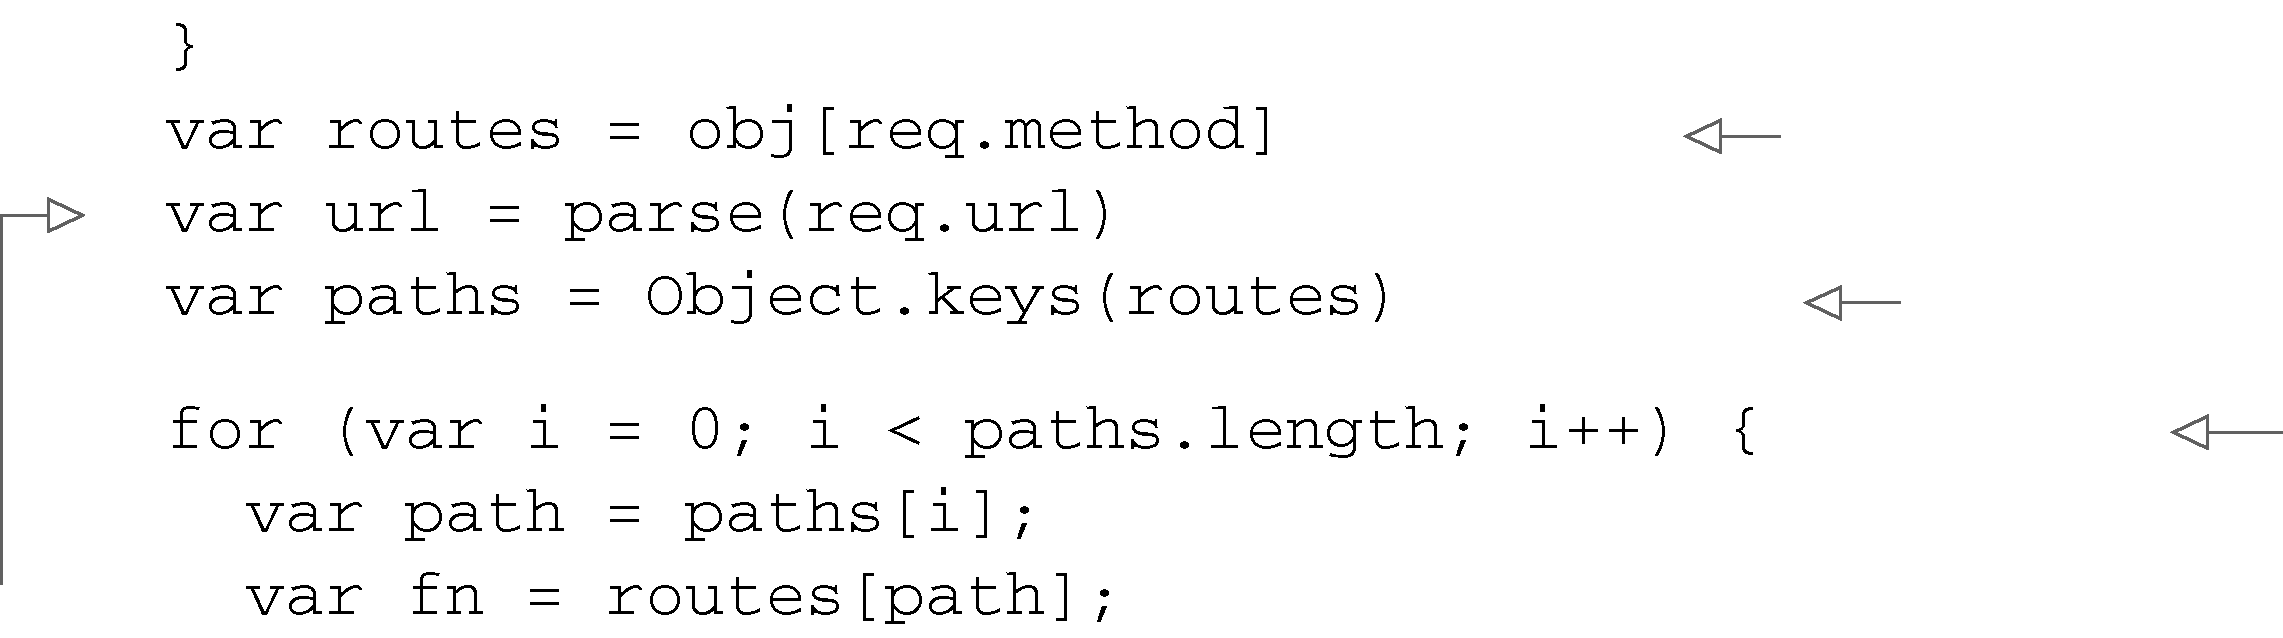 }
var routes = obj[req.method]
var url = parse(req.url)
var paths = Object.keys(routes)
for (var i = 0; i < paths.length; i++) {
  var path = paths[i];
  var fn = routes[path];